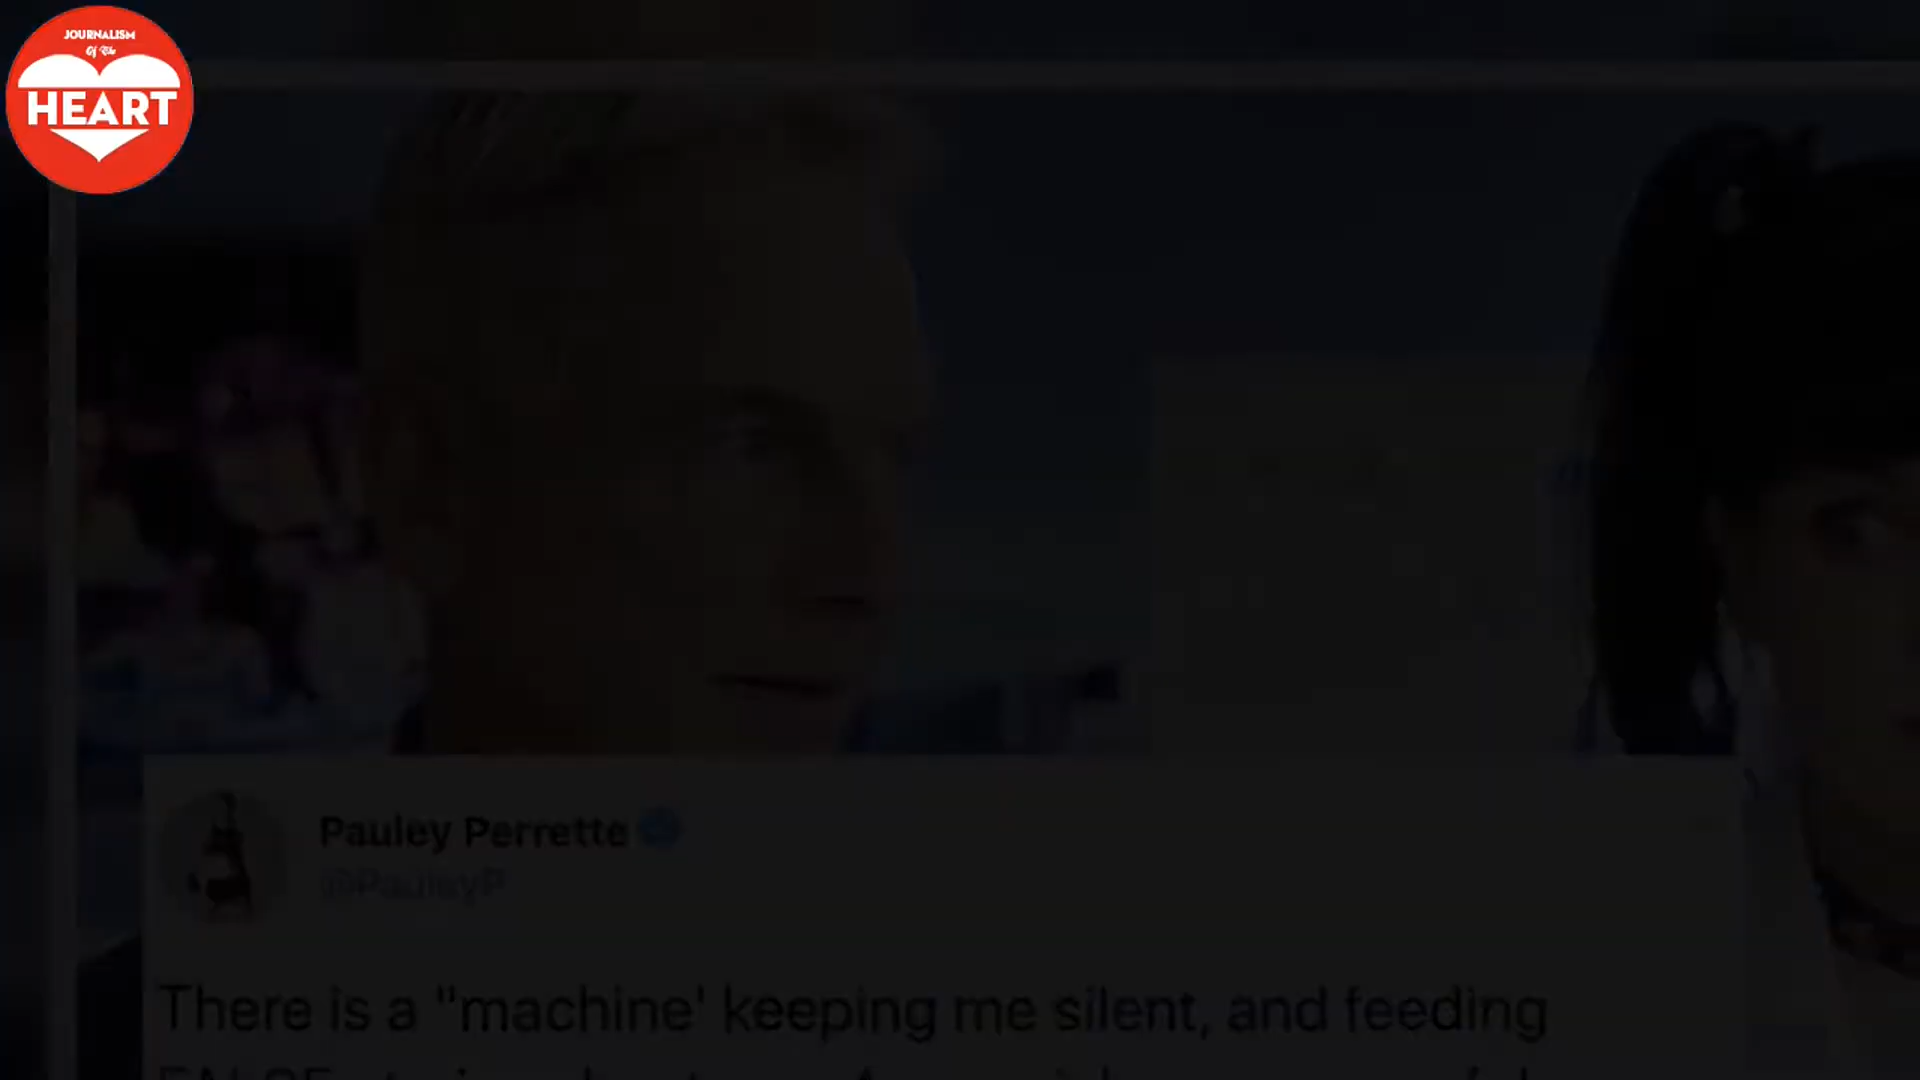 JOURNALISM
Of The
HEART
Pauley Perrette
@PauleyP
There is a "machine' keeping me silent, and feeding